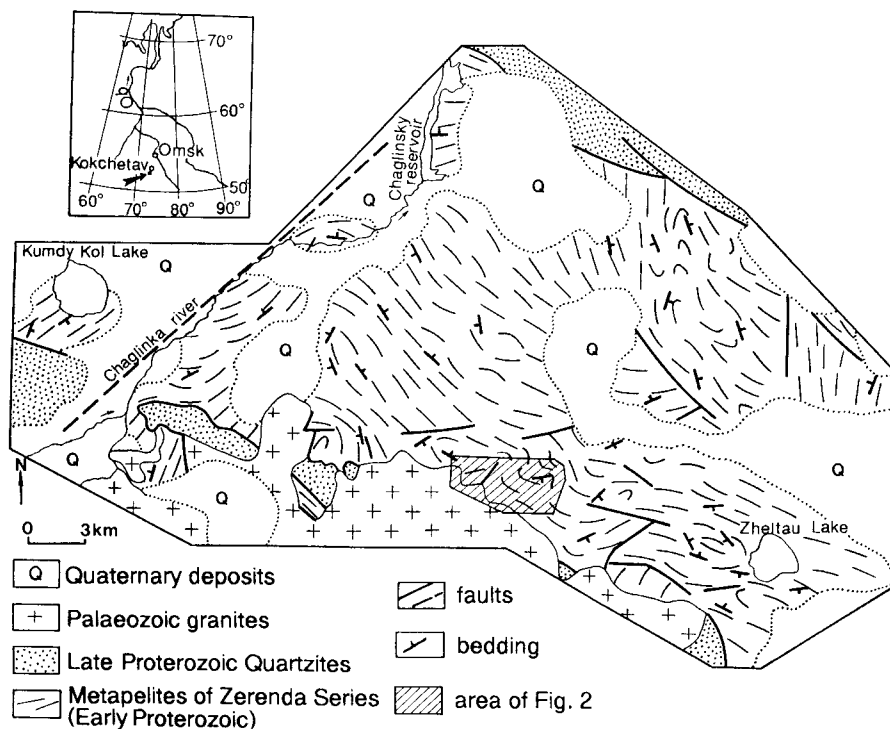 70°
60°
Ob
Omsk
Kokchetav
50°
60°
70°
80°
90°
Chaglinsky
reservoir
Q
Kumdy Kol Lake
Q
Chaglinka river
Q
Q
Q
Q
Q
N
0 3km
Zheltau Lake
Q Quaternary deposits
+ Palaeozoic granites
Late Proterozoic Quartzites
Metapelites of Zerenda Series
(Early Proterozoic)
faults
bedding
area of Fig. 2